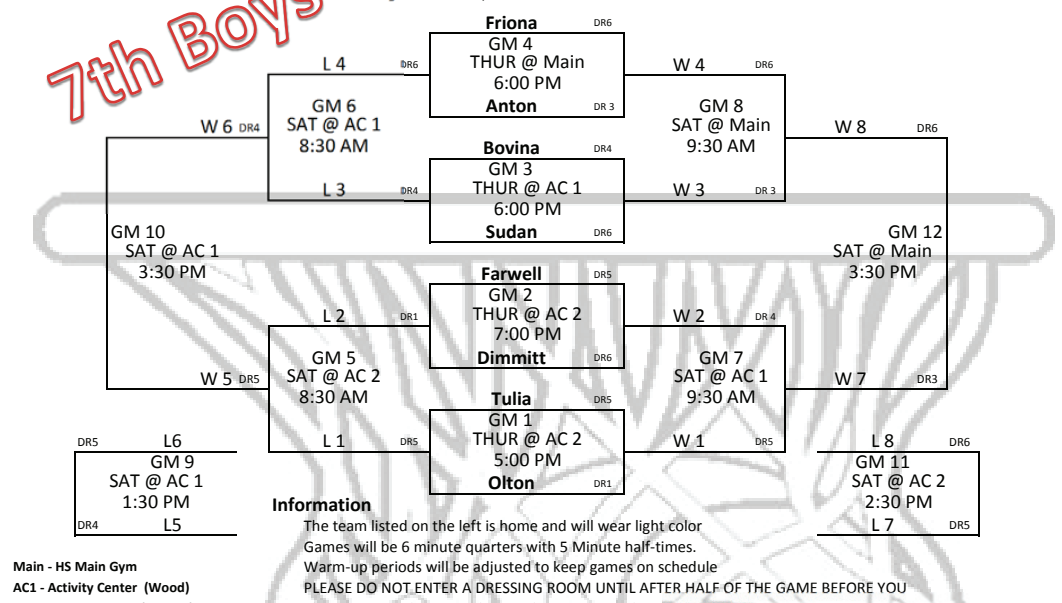 7th Boys
Friona DR6
GM 4
L 4 DR6 THUR @ Main W 4 DR6
6:00 PM
GM 6 Anton DR 3 GM 8
SAT @ AC 1 SAT @ Main
W 6 DR4 W 8 DR6
8:30 AM Bovina DR4 9:30 AM
GM 3
L 3 DR4 THUR @ AC 1 W 3 DR 3
6:00 PM
GM 10 Sudan DR6 GM 12
SAT @ AC 1 SAT @ Main
3:30 PM 3:30 PM
Farwell DR5
GM 2
L 2 DR1 THUR @ AC 2 W 2 DR 4
7:00 PM
GM 5 Dimmitt DR6 GM 7
W 5 DR5 SAT @ AC 2 SAT @ AC 1 W 7 DR3
8:30 AM 9:30 AM
Tulia DR5
GM 1
DR5 L6 L 1 DR5 THUR @ AC 2 W 1 DR5 L 8 DR6
GM 9 5:00 PM GM 11
SAT @ AC 1 Olton DR1 SAT @ AC 2
1:30 PM 2:30 PM
DR4 L5 L 7 DR5
Information
The team listed on the left is home and will wear light color
Games will be 6 minute quarters with 5 Minute half-times.
Main - HS Main Gym Warm-up periods will be adjusted to keep games on schedule
AC1 - Activity Center (Wood) PLEASE DO NOT ENTER A DRESSING ROOM UNTIL AFTER HALF OF THE GAME BEFORE YOU